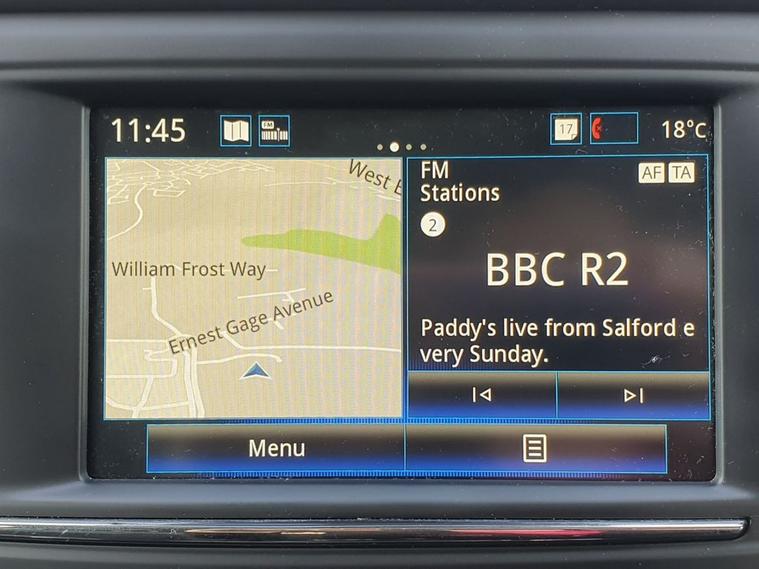 11:45
FM
17
18°C
West
FM
Stations
AF TA
2
William Frost Way
BBC R2
Ernest Gage Avenue
Paddy's live from Salford e
very Sunday.
Menu